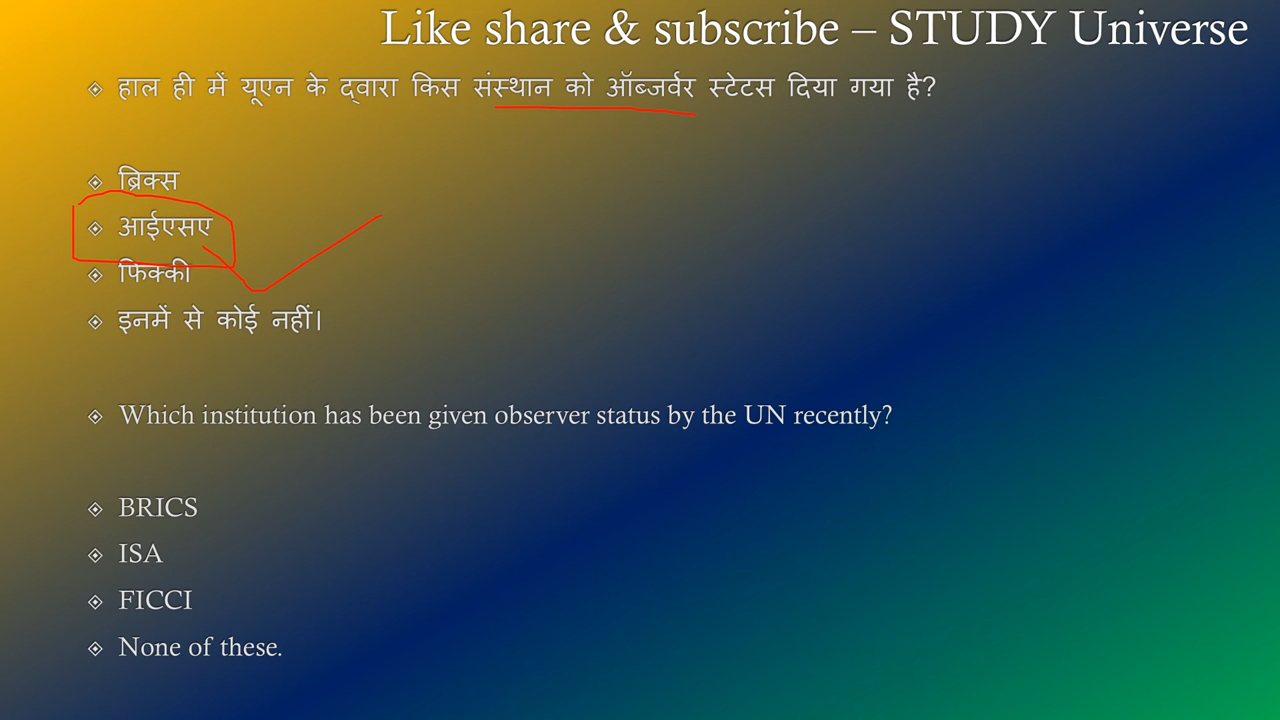 Like share & subscribe – STUDY Universe
हाल ही में यूएन के द्वारा किस संस्थान को ऑब्जर्वर स्टेटस दिया गया है?
ब्रिक्स
आईएसए
फिक्की
इनमें से कोई नहीं।
Which institution has been given observer status by the UN recently?
BRICS
ISA
FICCI
None of these.